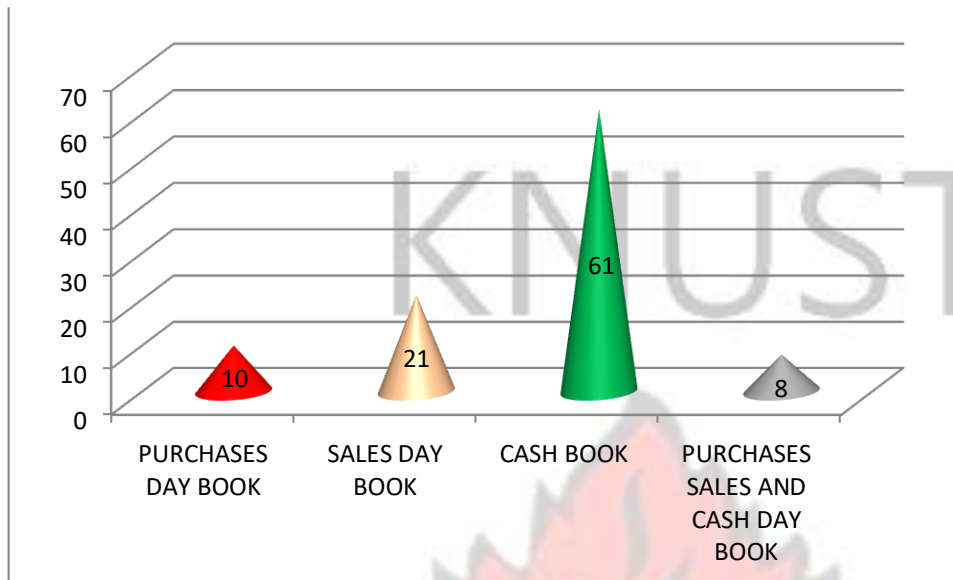 KNUST
70
60
50
40
30
20
10
0
10
21
61
8
PURCHASES
DAY BOOK
SALES DAY
BOOK
CASH BOOK
PURCHASES
SALES AND
CASH DAY
BOOK